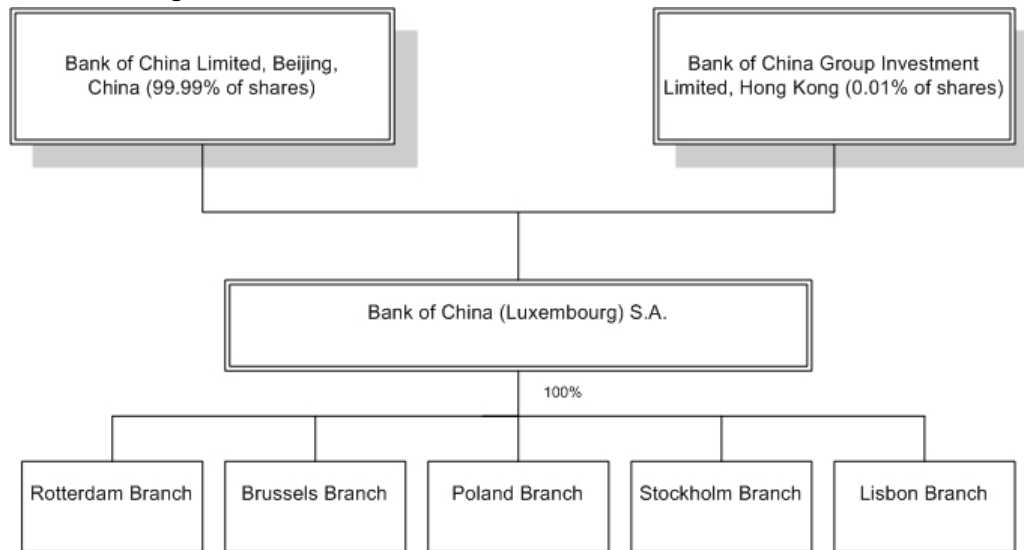 Bank of China Limited, Beijing,
China (99.99% of shares)
Bank of China Group Investment
Limited, Hong Kong (0.01% of shares)
Bank of China (Luxembourg) S.A.
100%
Rotterdam Branch
Brussels Branch
Poland Branch
Stockholm Branch
Lisbon Branch